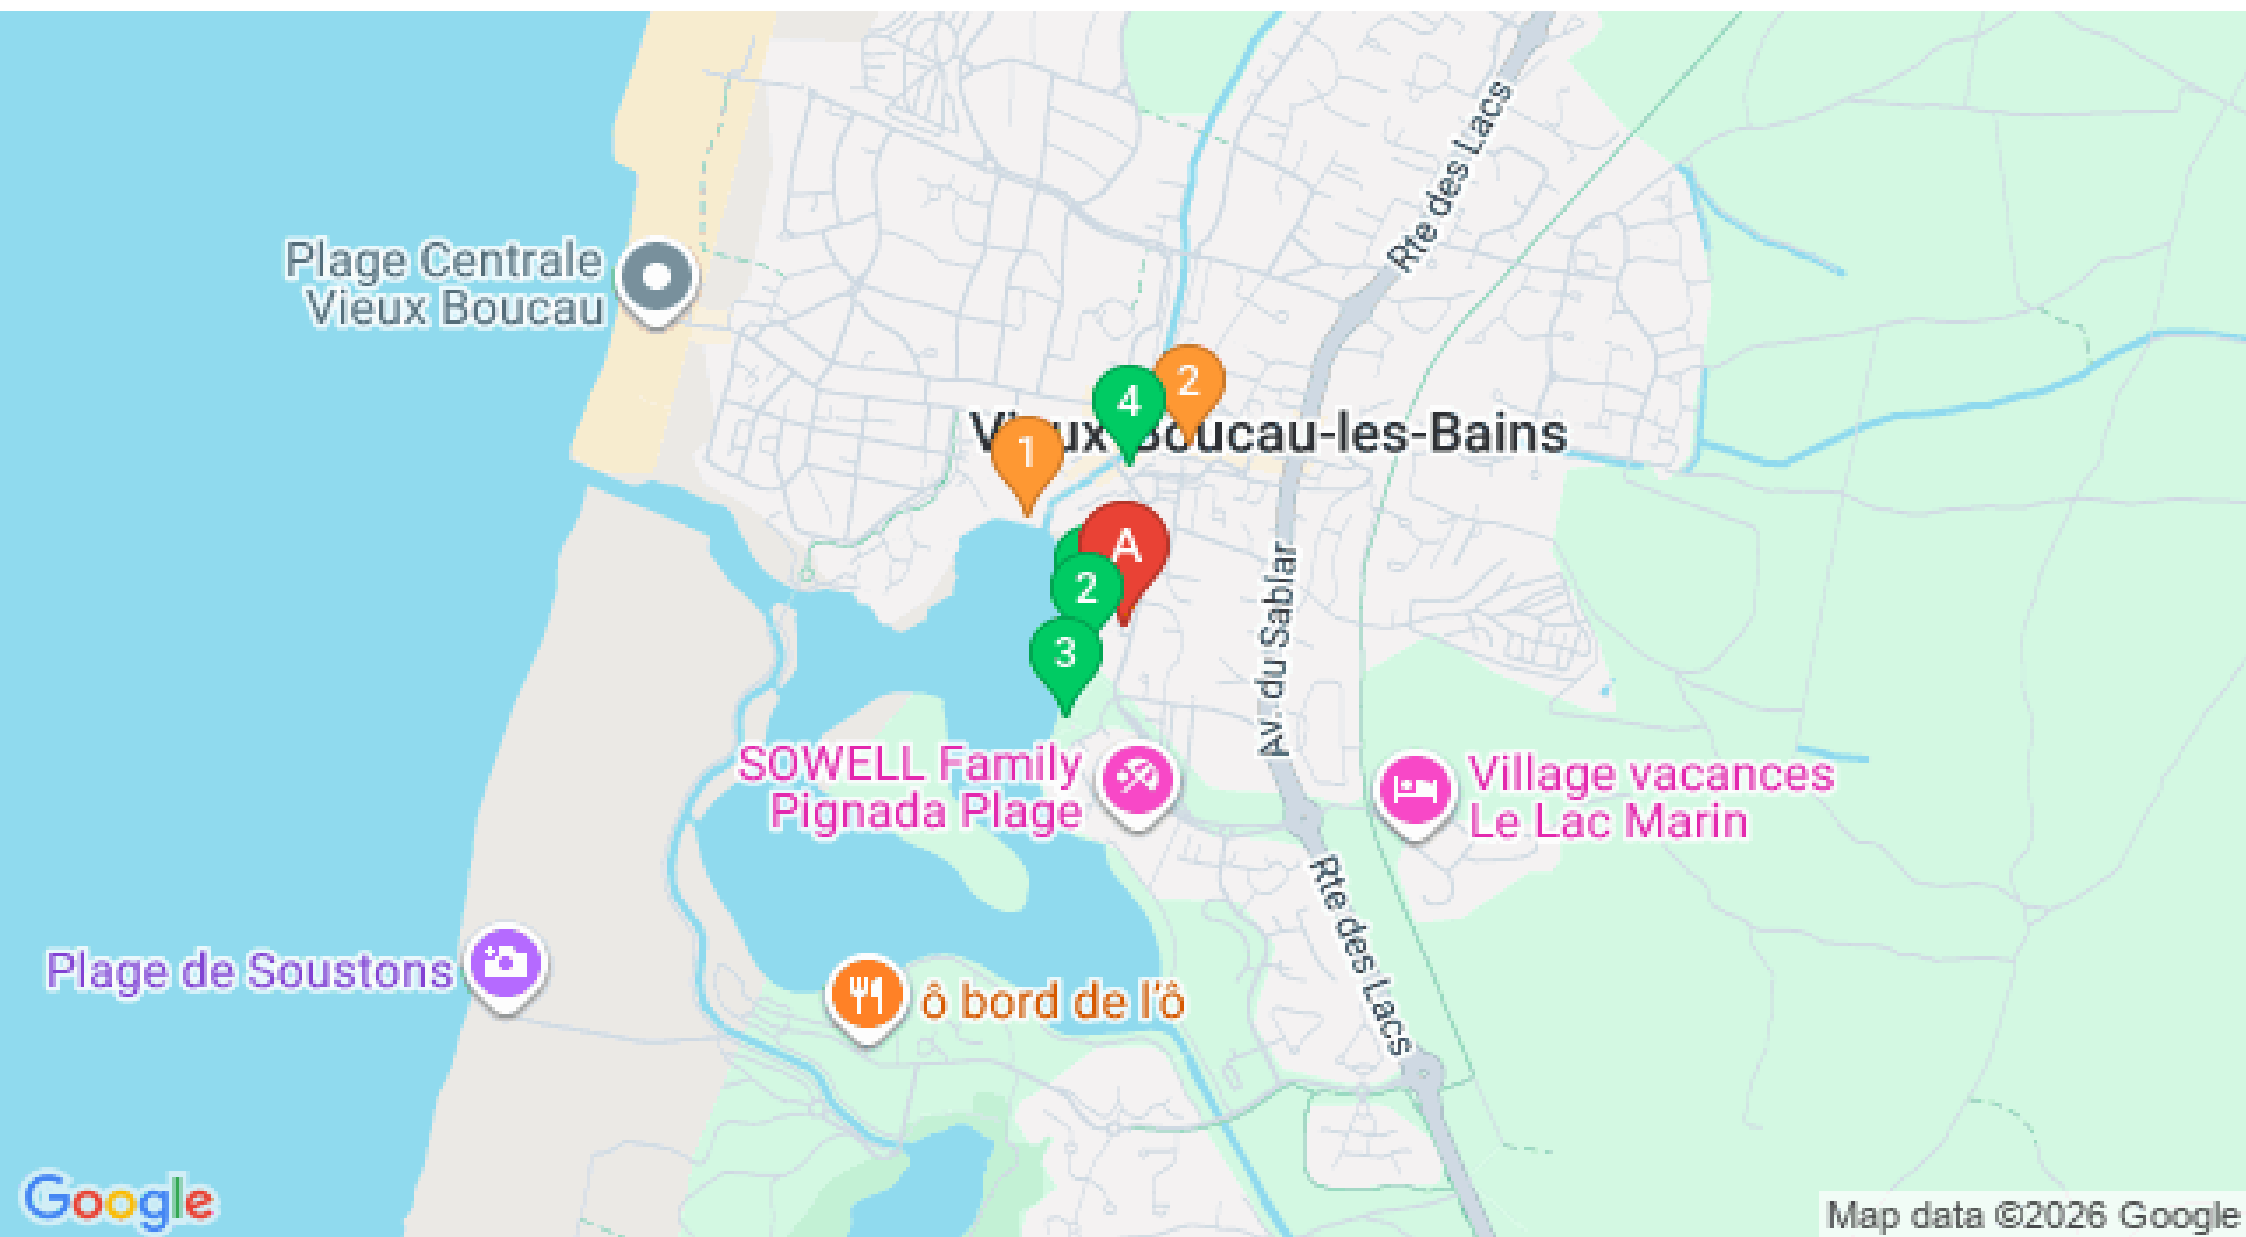 Rte des Lacs
Plage Centrale
Vieux Boucau
2
4
Boucau-les-Bains
1
A
2
3
Av. du Sablar
SOWELL Family
Pignada Plage
Village vacances
Le Lac Marin
Rte des Lacs
Plage de Soustons
ô bord de l'ô
Google
Map data ©2026 Google